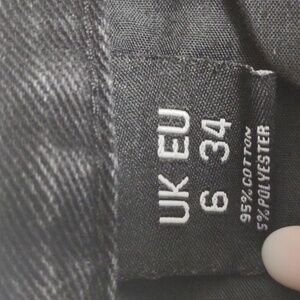 UK EU
6 34
95% COTTON
5% POLYESTER